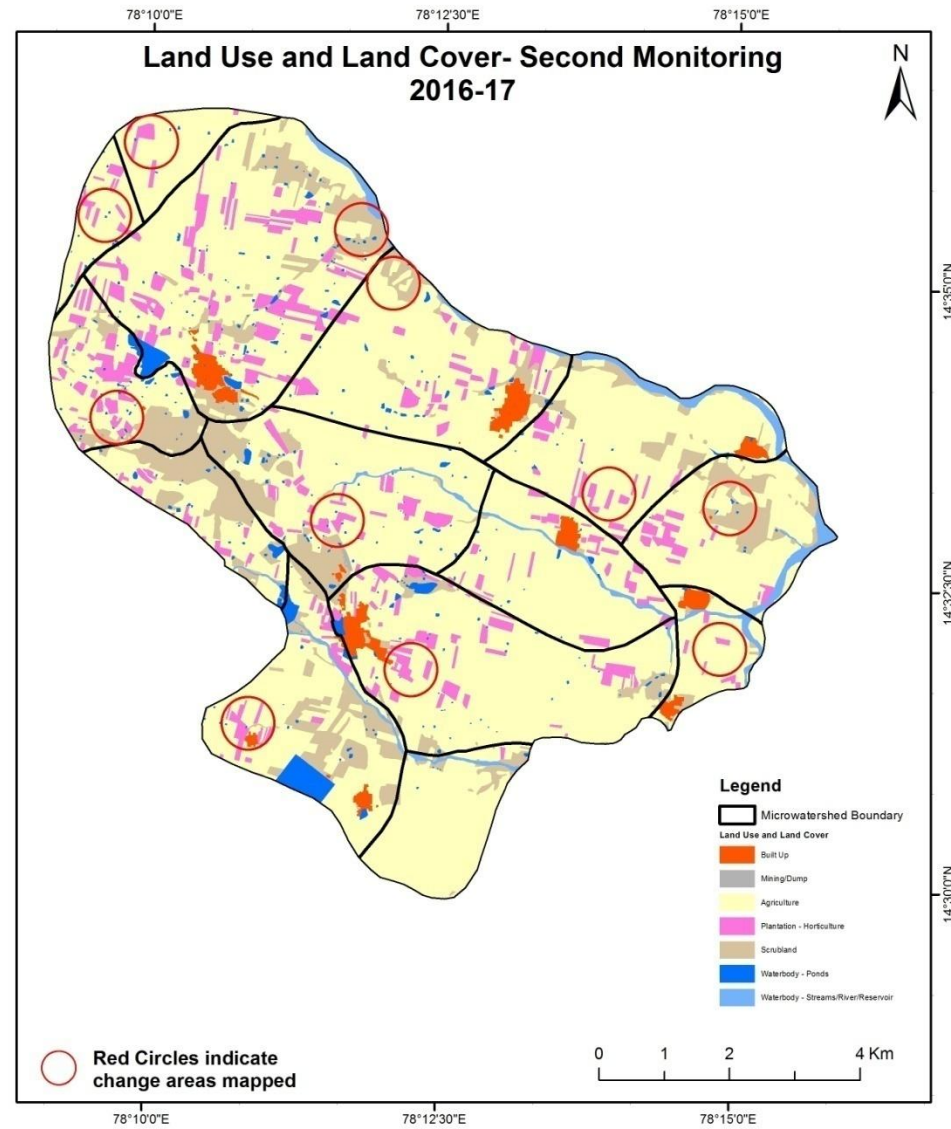 78°10'0"E
78°12'30"E
78°15'0"E
Land Use and Land Cover- Second Monitoring
2016-17
N
14°35'0"N
14°32'30"N
14°30'0"N
Legend
Microwatershed Boundary
Land Use and Land Cover
Built Up
Mining/Dump
Agriculture
Plantation - Horticulture
Scrubland
Waterbody - Ponds
Waterbody - Streams/River/Reservoir
Red Circles indicate
change areas mapped
0 1 2 4 Km
78°10'0"E
78°12'30"E
78°15'0"E